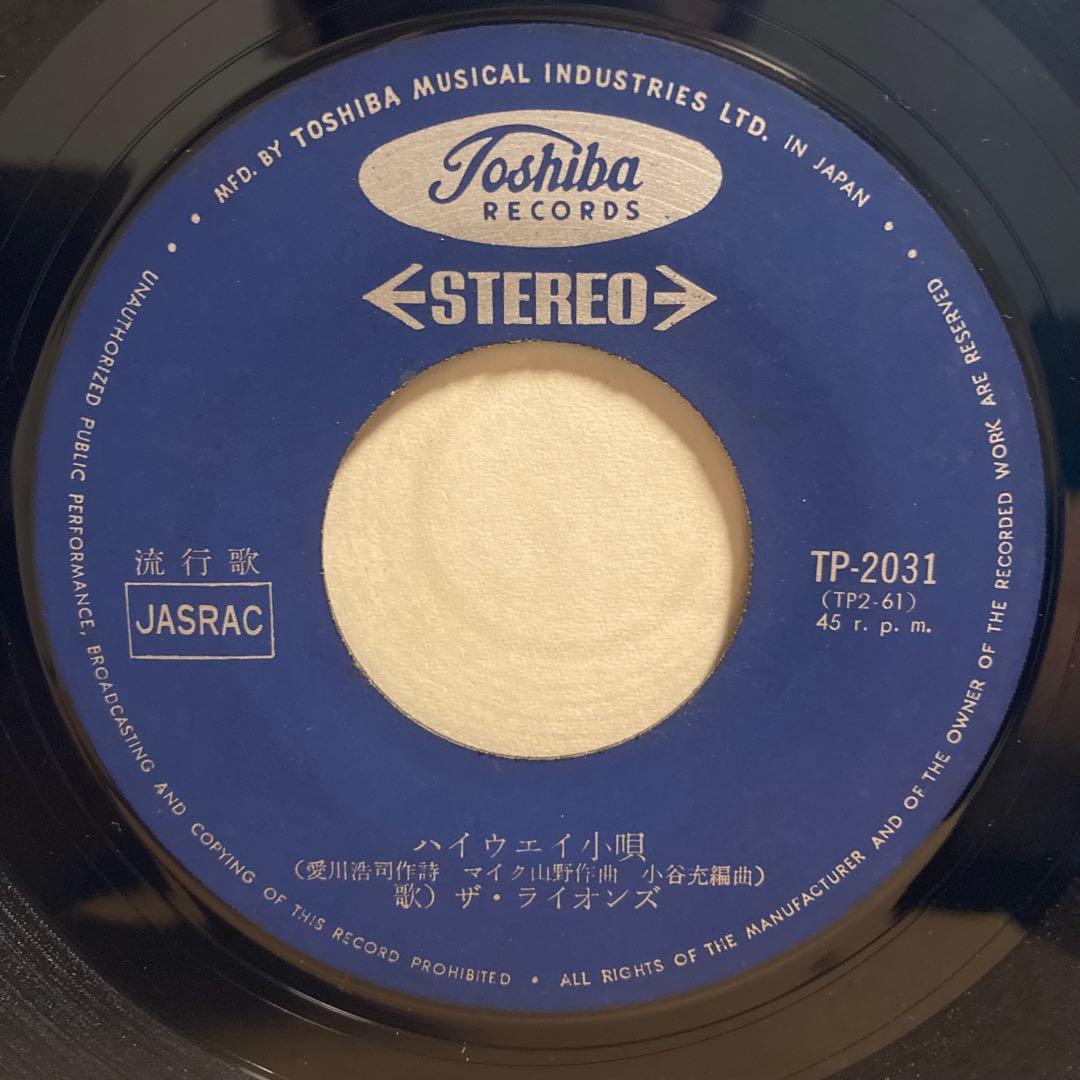 MFD. BY TOSHIBA MUSICAL INDUSTRIES LTD. IN JAPAN
Toshiba
RECORDS
STEREO
流行歌
JASRAC
TP-2031
(TP2-61)
45 r. p. m.
ハイウェイ小唄
(愛川浩司作詩 マイク山野作曲 小谷充編曲)
歌) ザ・ライオンズ
UNAUTHORIZED PUBLIC PERFORMANCE, BROADCASTING AND COPYING OF THIS RECORD PROHIBITED • ALL RIGHTS OF THE MANUFACTURER AND OF THE OWNER OF THE RECORDED WORK ARE RESERVED